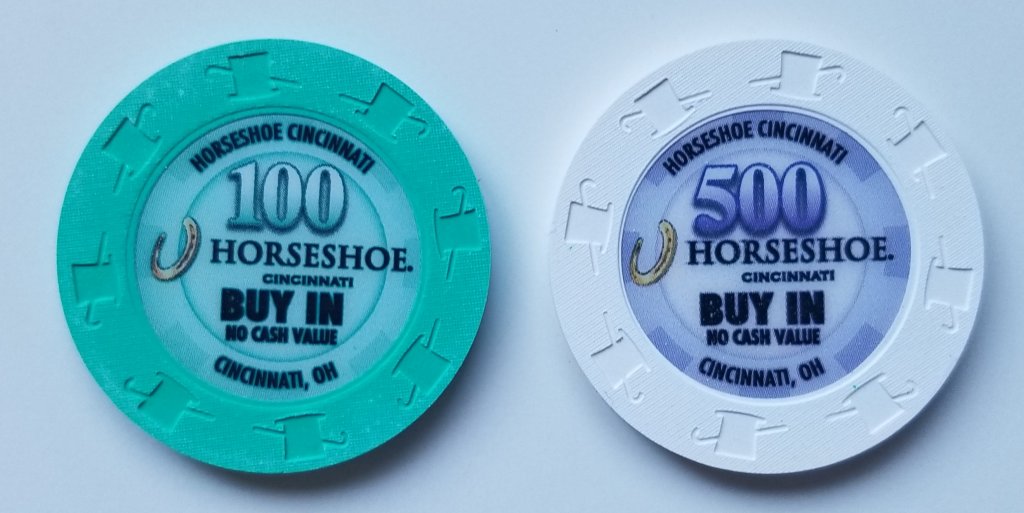 HORSESHOE CINCINNATI
100
HORSESHOE.
CINCINNATI
BUY IN
NO CASH VALUE
CINCINNATI, OH
HORSESHOE CINCINNATI
500
HORSESHOE.
CINCINNATI
BUY IN
NO CASH VALUE
CINCINNATI, OH